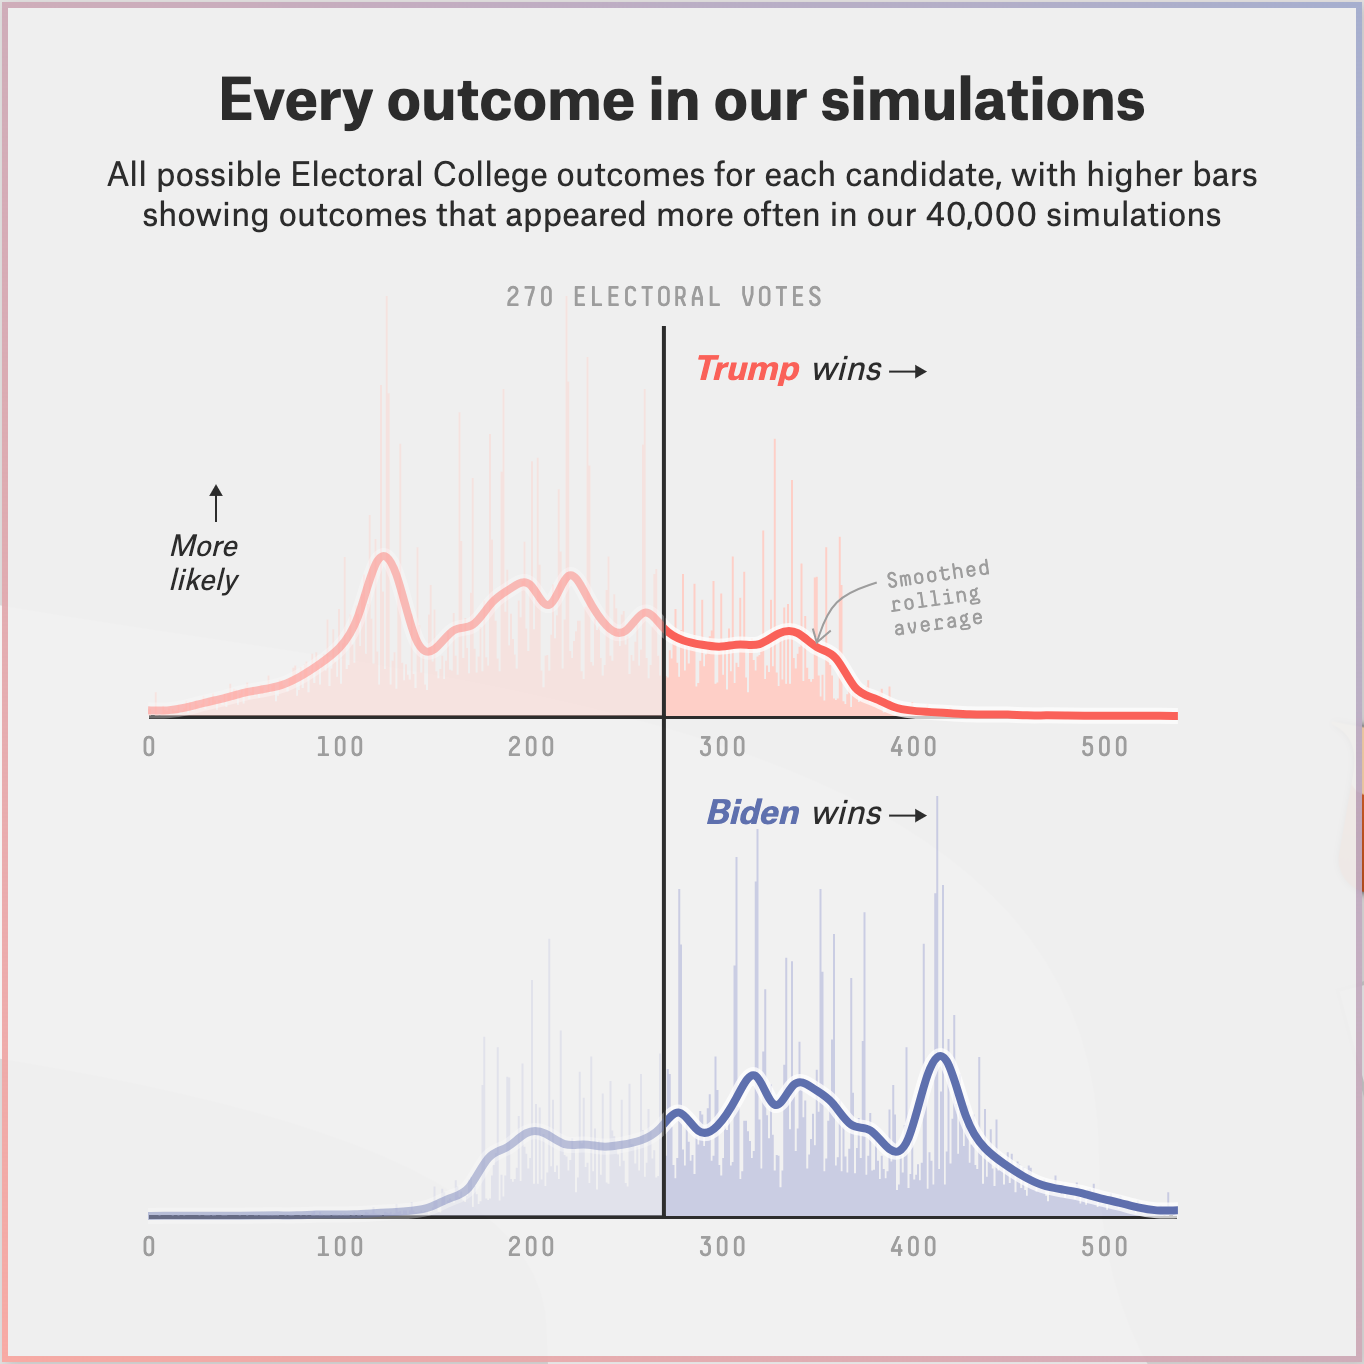 Every outcome in our simulations
All possible Electoral College outcomes for each candidate, with higher bars
showing outcomes that appeared more often in our 40,000 simulations
270 ELECTORAL VOTES
Trump wins →
More
likely
Smoothed
rolling
average
0 100 200 300 400 500
Biden wins →
0 100 200 300 400 500